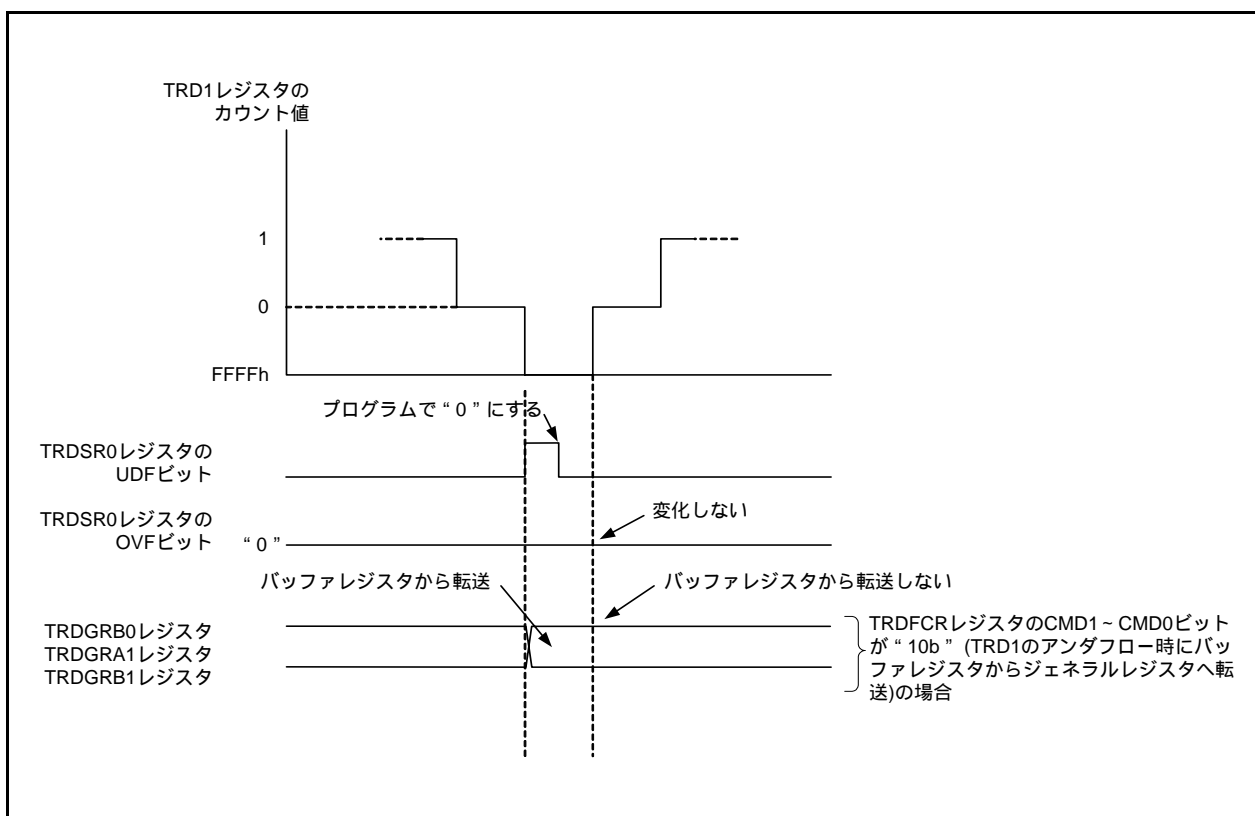 TRD1レジスタの
カウント値
1
0
FFFFh
プログラムで“0”にする
TRDSR0レジスタの
UDFビット
変化しない
TRDSR0レジスタの
OVFビット
“0”
バッファレジスタから転送
バッファレジスタから転送しない
TRDGRB0レジスタ
TRDGRA1レジスタ
TRDGRB1レジスタ
TRDFCRレジスタのCMD1~CMD0ビット
が“10b”(TRD1のアンダフロー時にバッ
ファレジスタからジェネラルレジスタへ転
送)の場合